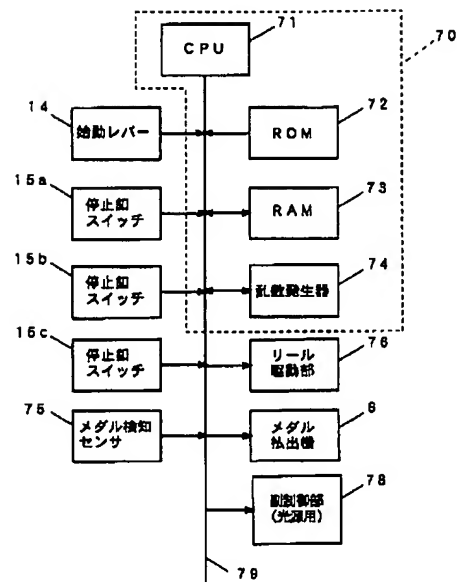 71
70
CPU
14
72
始動レバー
ROM
15a
73
停止釦
スイッチ
RAM
15b
74
停止釦
スイッチ
乱数発生器
15c
76
停止釦
スイッチ
リール
駆動部
75
6
メダル検知
センサ
メダル
払出機
78
副制御部
(光源用)
79